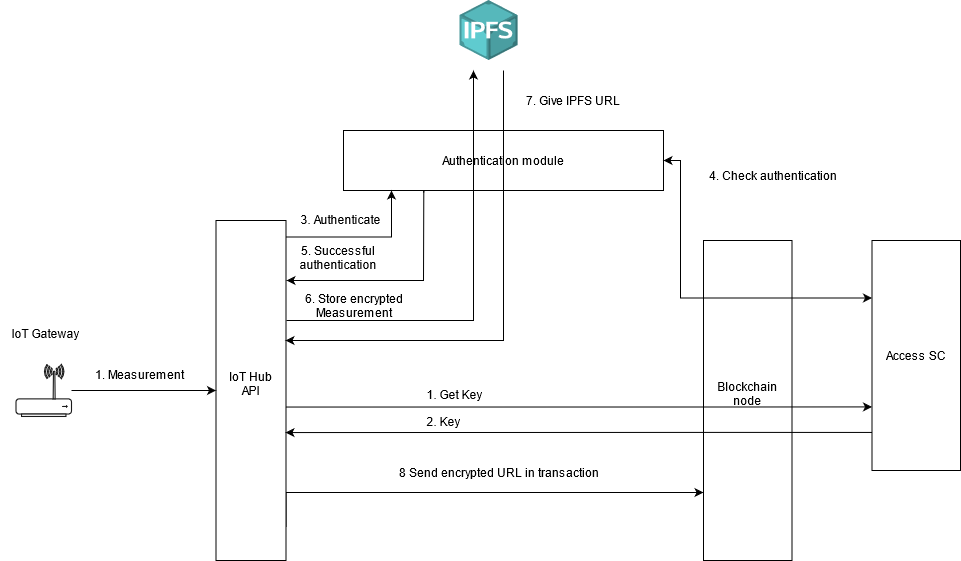 IPFS
7. Give IPFS URL
Authentication module
4. Check authentication
3. Authenticate
5. Successful
authentication
6. Store encrypted
Measurement
IoT Gateway
1. Measurement
IoT Hub
API
Access SC
Blockchain
node
1. Get Key
2. Key
8 Send encrypted URL in transaction